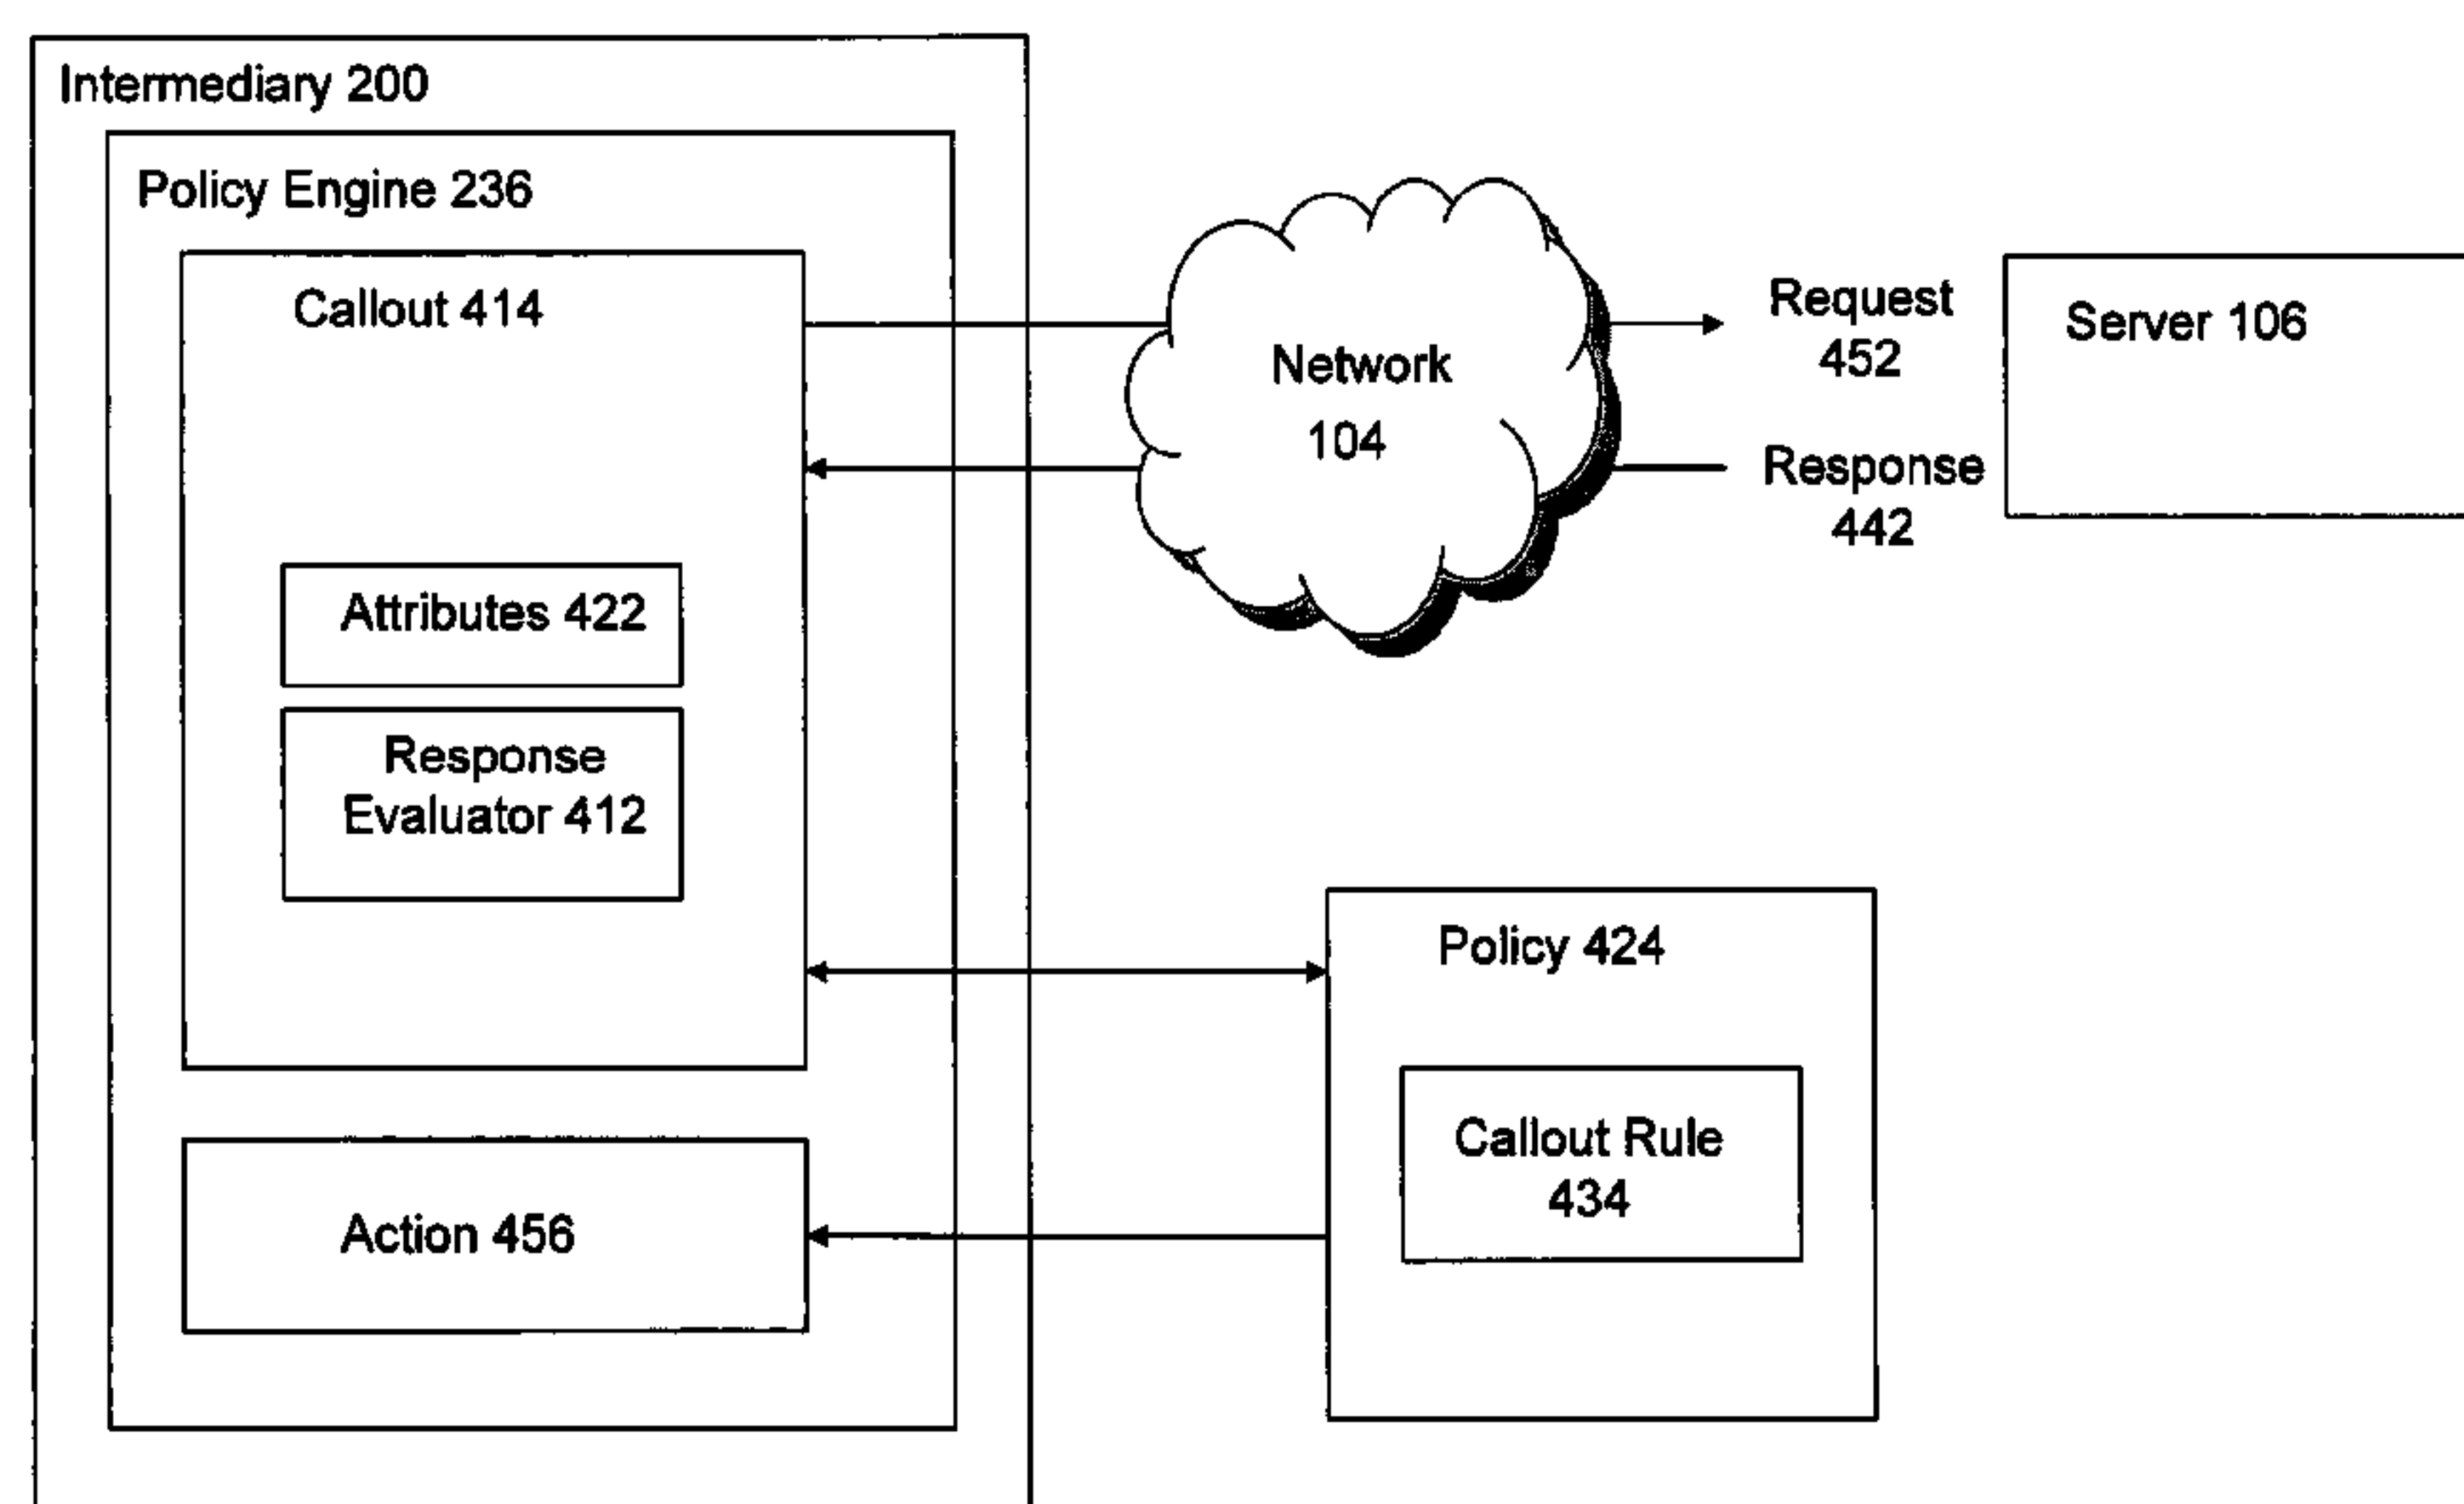 Intermediary 200
Policy Engine 236
Callout 414
Attributes 422
Response
Evaluator 412
Action 456
Network
104
Request
452
Response
442
Server 106
Policy 424
Callout Rule
434